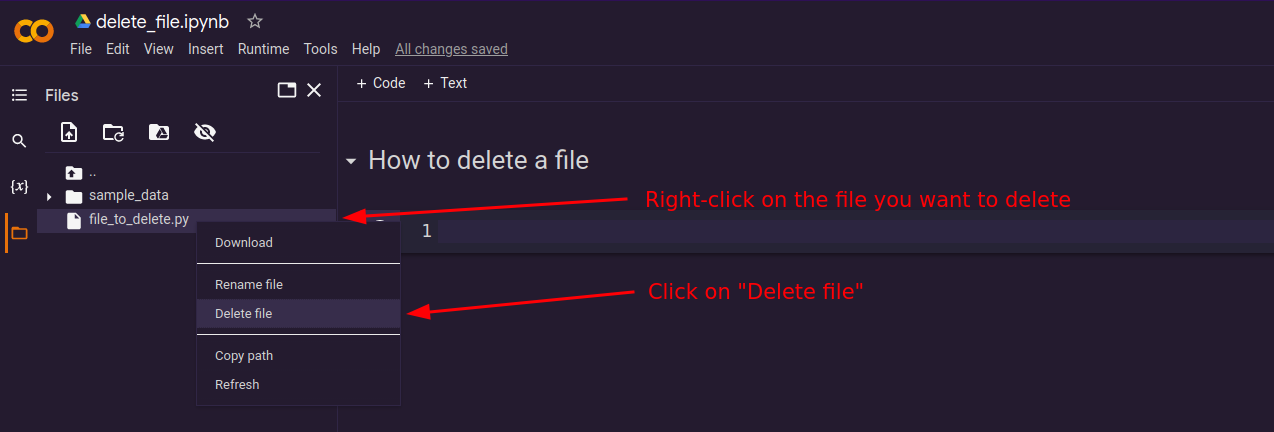 delete_file.ipynb
File Edit View Insert Runtime Tools Help All changes saved
Files
+ Code + Text
{x}
How to delete a file
..
sample_data
file_to_delete.py
Right-click on the file you want to delete
1
Download
Rename file
Delete file
Click on "Delete file"
Copy path
Refresh